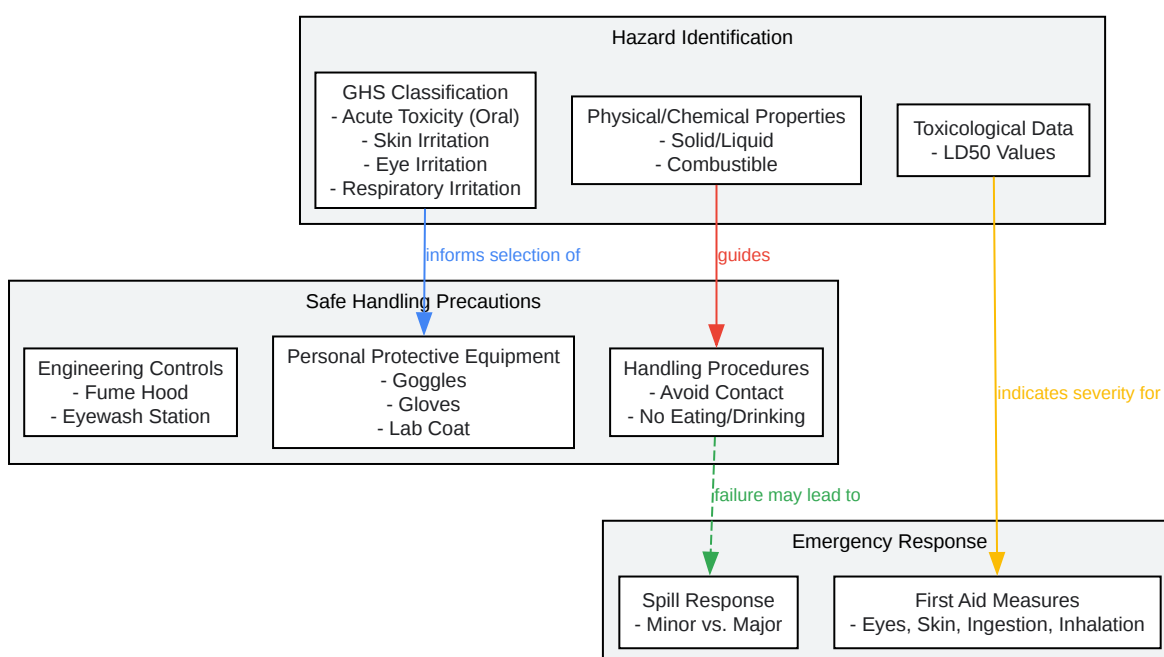 Hazard Identification
GHS Classification
- Acute Toxicity (Oral)
- Skin Irritation
- Eye Irritation
- Respiratory Irritation
Physical/Chemical Properties
- Solid/Liquid
- Combustible
Toxicological Data
- LD50 Values
informs selection of
guides
indicates severity for
Safe Handling Precautions
Engineering Controls
- Fume Hood
- Eyewash Station
Personal Protective Equipment
- Goggles
- Gloves
- Lab Coat
Handling Procedures
- Avoid Contact
- No Eating/Drinking
failure may lead to
Emergency Response
Spill Response
- Minor vs. Major
First Aid Measures
- Eyes, Skin, Ingestion, Inhalation